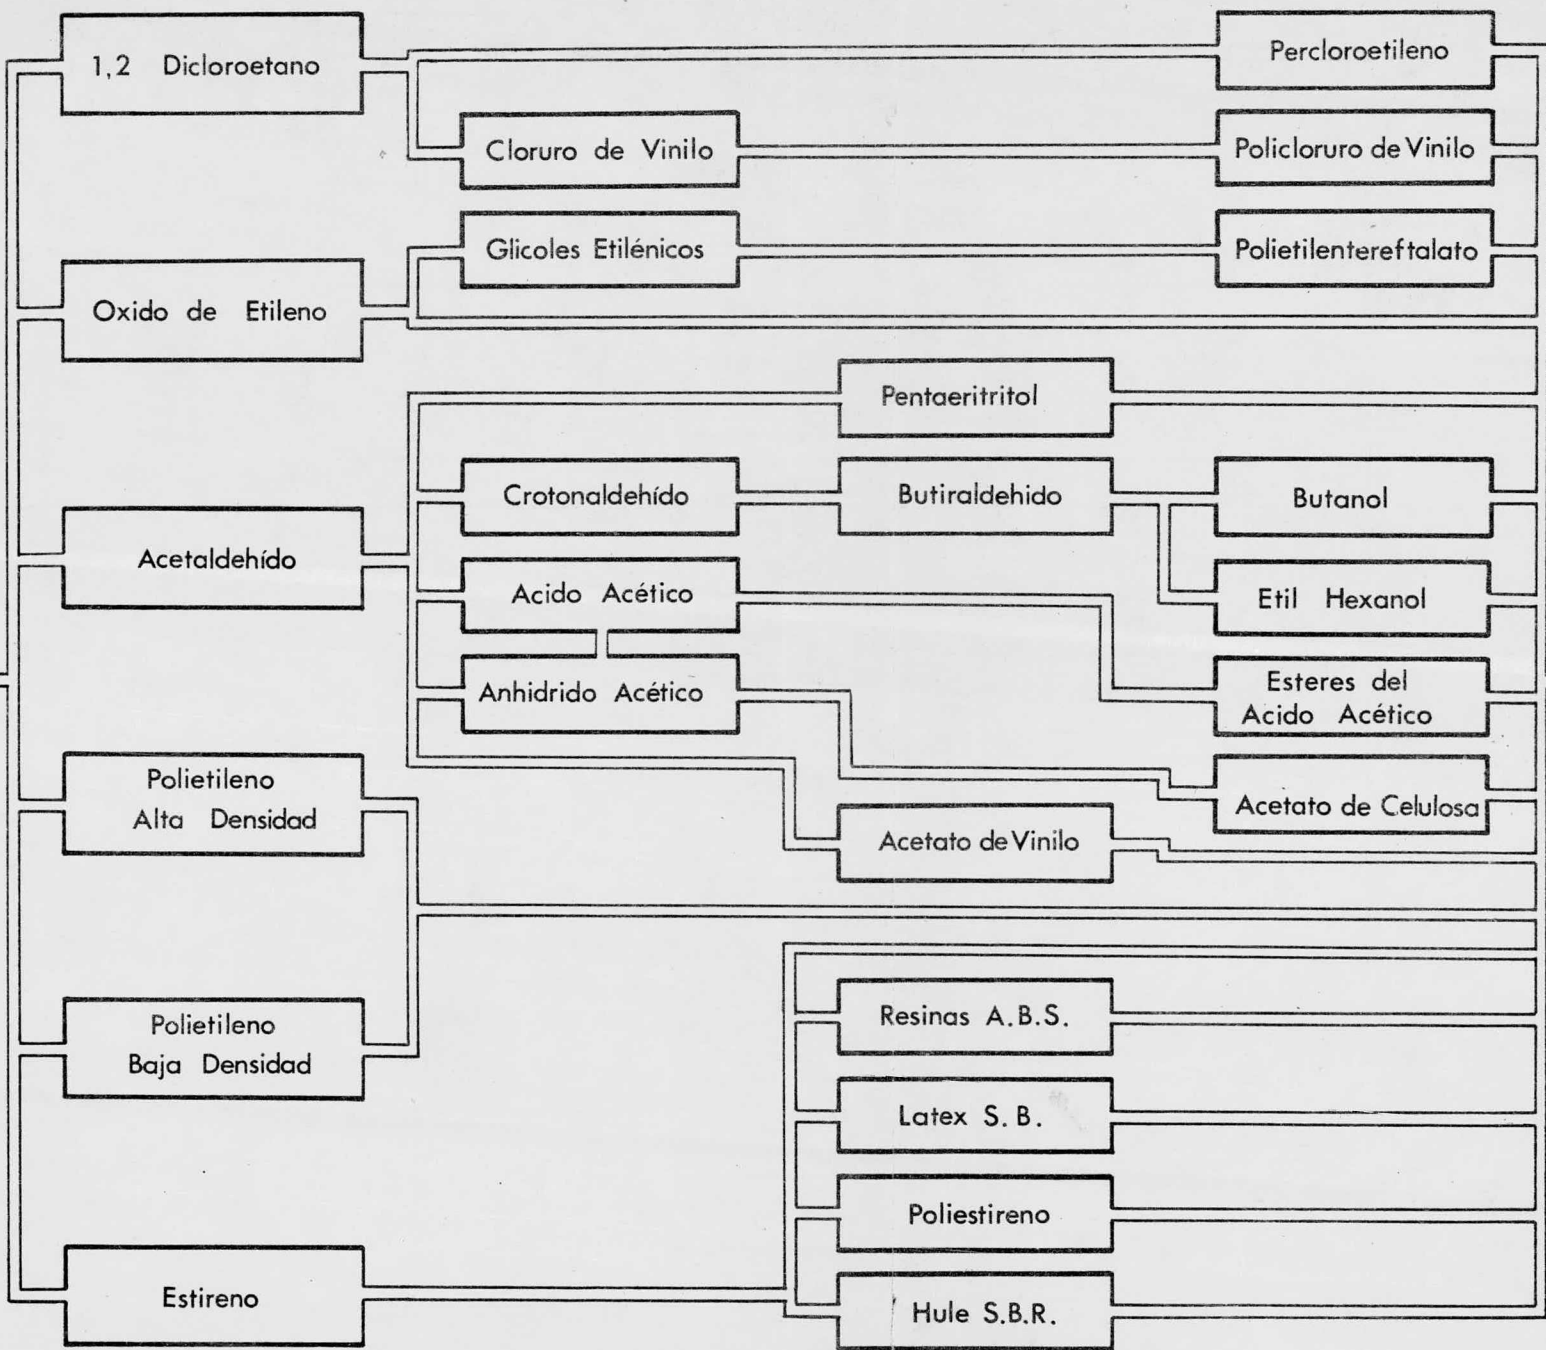 1,2 Dicloroetano
Percloroetileno
Cloruro de Vinilo
Policloruro de Vinilo
Glicoles Etilénicos
Polietilentereftalato
Oxido de Etileno
Pentaeritritol
Crotonaldehído
Butiraldehido
Butanol
Acetaldehído
Acido Acético
Etil Hexanol
Anhidrido Acético
Esteres del
Acido Acético
Polietileno
Alta Densidad
Acetato de Celulosa
Acetato de Vinilo
Polietileno
Baja Densidad
Resinas A.B.S.
Latex S.B.
Poliestireno
Estireno
Hule S.B.R.